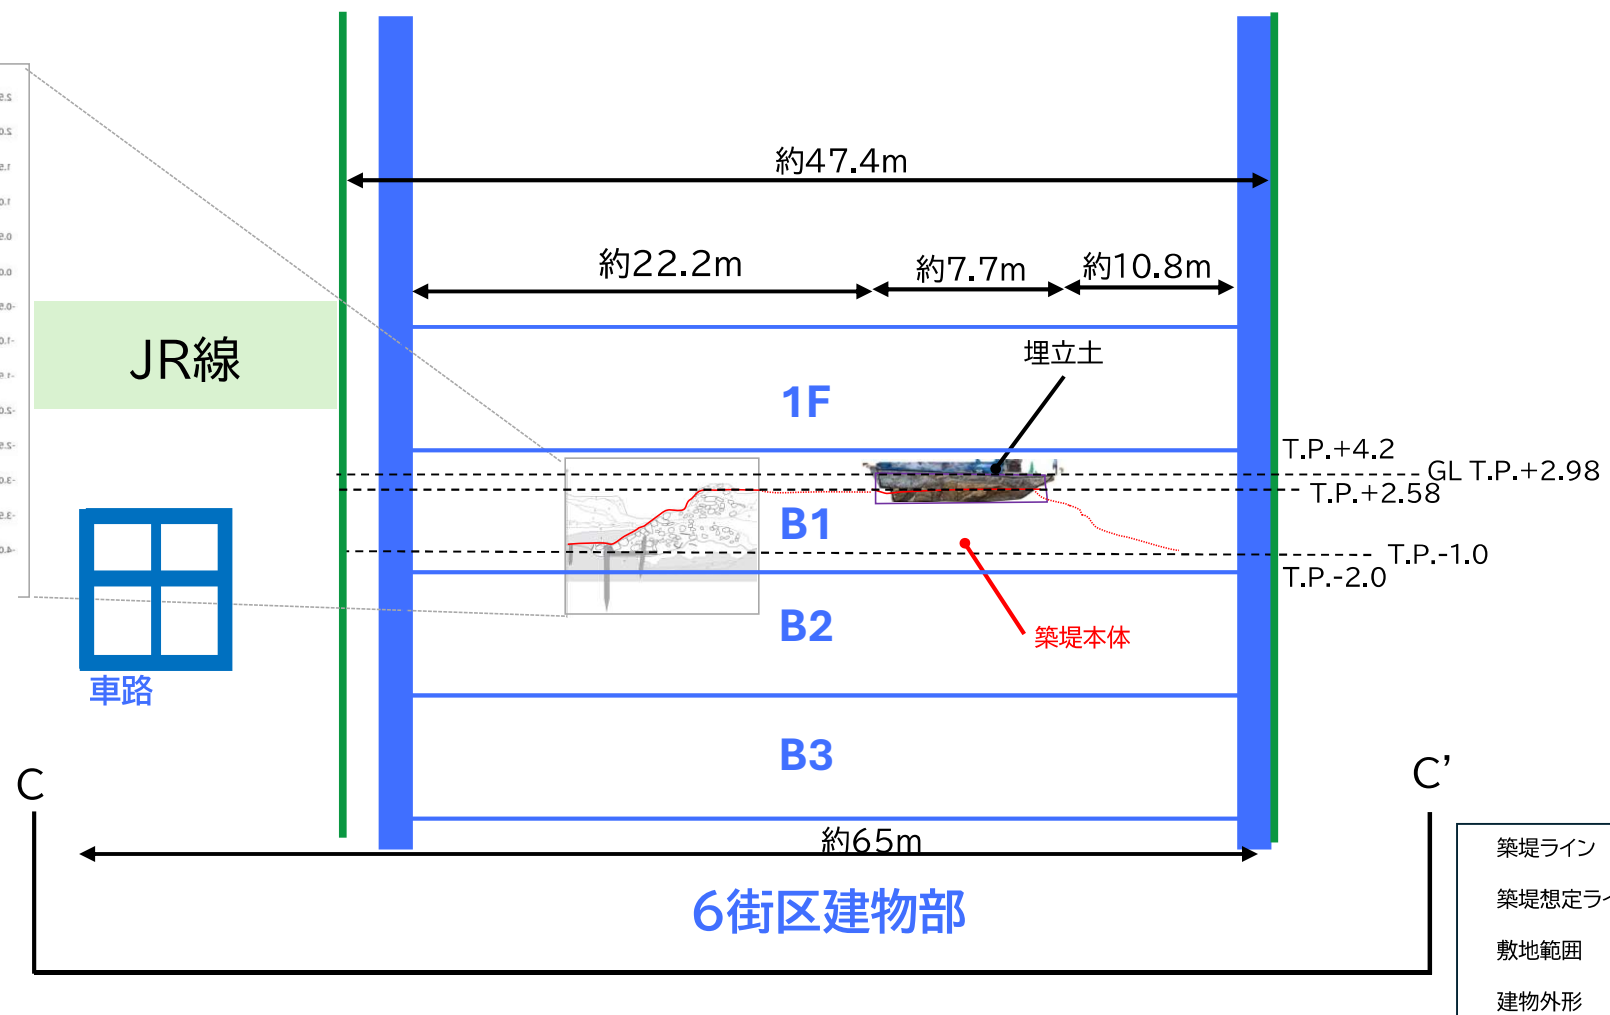 約47.4m
約22.2m
約7.7m
約10.8m
JR線
埋立土
1F
T.P.+4.2
GL T.P.+2.98
T.P.+2.58
B1
T.P.-1.0
T.P.-2.0
B2
築堤本体
車路
B3
C
C’
約65m
6街区建物部
築堤ライン
築堤想定ライ
敷地範囲
建物外形